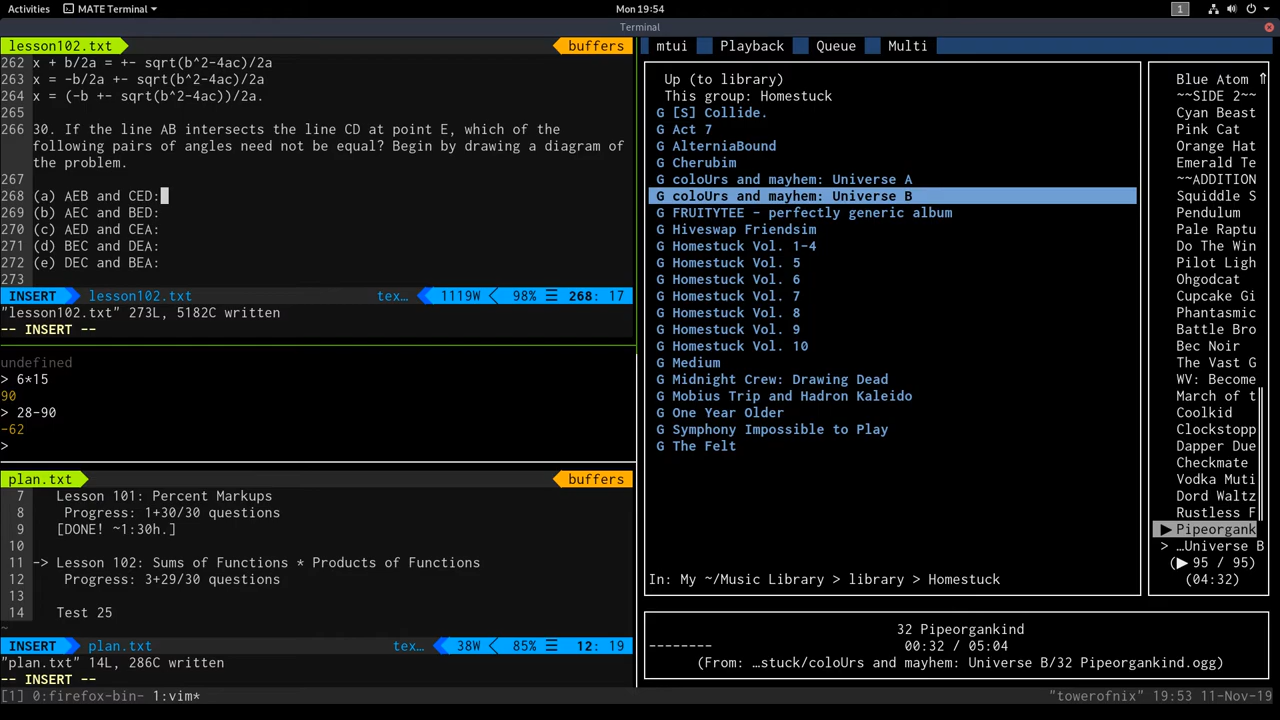 Activities MATE Terminal Mon 19:54 1
Terminal
lesson102.txt buffers
262 x + b/2a = +- sqrt(b^2-4ac)/2a
263 x = -b/2a +- sqrt(b^2-4ac)/2a
264 x = (-b +- sqrt(b^2-4ac))/2a.
265
266 30. If the line AB intersects the line CD at point E, which of the
following pairs of angles need not be equal? Begin by drawing a diagram of
the problem.
267
268 (a) AEB and CED:
269 (b) AEC and BED:
270 (c) AED and CEA:
271 (d) BEC and DEA:
272 (e) DEC and BEA:
273
INSERT lesson102.txt tex… 1119W 98% ☰ 268: 17
"lesson102.txt" 273L, 5182C written
-- INSERT --
undefined
> 6*15
90
> 28-90
-62
>
plan.txt buffers
7 Lesson 101: Percent Markups
8 Progress: 1+30/30 questions
9 [DONE! ~1:30h.]
10
11 -> Lesson 102: Sums of Functions * Products of Functions
12 Progress: 3+29/30 questions
13
14 Test 25
~
INSERT plan.txt tex… 38W 85% ☰ 12: 19
"plan.txt" 14L, 286C written
-- INSERT --
mtui Playback Queue Multi
Up (to library)
This group: Homestuck
G [S] Collide.
G Act 7
G AlterniaBound
G Cherubim
G coloUrs and mayhem: Universe A
G coloUrs and mayhem: Universe B
G FRUITYTEE - perfectly generic album
G Hiveswap Friendsim
G Homestuck Vol. 1-4
G Homestuck Vol. 5
G Homestuck Vol. 6
G Homestuck Vol. 7
G Homestuck Vol. 8
G Homestuck Vol. 9
G Homestuck Vol. 10
G Medium
G Midnight Crew: Drawing Dead
G Mobius Trip and Hadron Kaleido
G One Year Older
G Symphony Impossible to Play
G The Felt
In: My ~/Music Library > library > Homestuck
Blue Atom ⇑
~~SIDE 2~~
Cyan Beast
Pink Cat
Orange Hat
Emerald Te
~~ADDITION
Squiddle S
Pendulum
Pale Raptu
Do The Win
Pilot Ligh
Ohgodcat
Cupcake Gi
Phantasmic
Battle Bro
Bec Noir
The Vast G
WV: Become
March of t
Coolkid
Clockstopp
Dapper Due
Checkmate
Vodka Muti
Dord Waltz
Rustless F
▶ Pipeorgank
> …Universe B
(▶ 95 / 95)
(04:32)
32 Pipeorgankind
-------- 00:32 / 05:04
(From: …stuck/coloUrs and mayhem: Universe B/32 Pipeorgankind.ogg)
[1] 0:firefox-bin- 1:vim* "towerofnix" 19:53 11-Nov-19